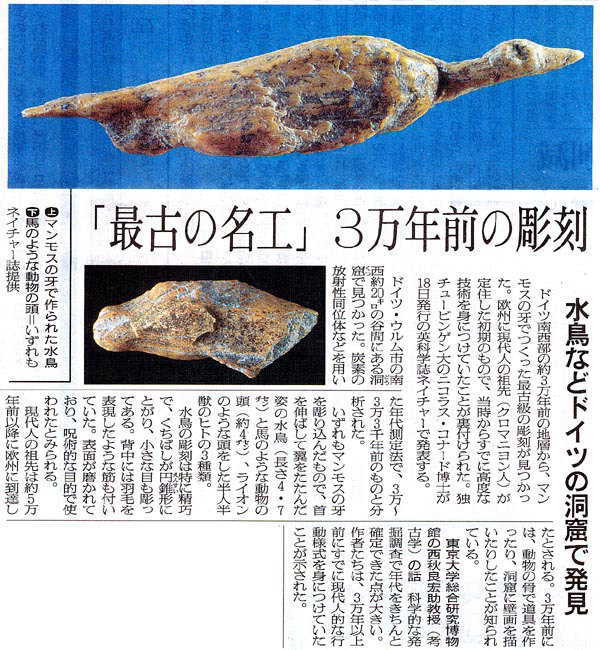 「最古の名工」３万年前の彫刻
水鳥などドイツの洞窟で発見
ドイツ南西部の約３万年前の地層から、マン
モスの牙でつくった最古級の彫刻が見つかっ
た。欧州に現代人の祖先（クロマニヨン人）が
定住した初期のもので、当時からすでに高度な
技術を身につけていたことが裏付けられた。独
チュービンゲン大のニコラス・コナード博士が
18日発行の英科学誌ネイチャーで発表する。
ドイツ・ウルム市の南
西約20㌔の谷間にある洞
窟で見つかった。炭素の
放射性同位体などを用い
た年代測定法で、３万～
３万３千年前のものと分
析された。
いずれもマンモスの牙
を彫り込んだもので、首
を伸ばして翼をたたんだ
姿の水鳥（長さ４・７
㌢）と馬のような動物の
頭（約４㌢）、ライオン
のような頭をした半人半
獣のヒトの３種類。
水鳥の彫刻は特に精巧
で、くちばしが円錐形に
とがり、小さな目も彫っ
てある。背中には羽毛を
表現したような筋も付い
ていた。表面が磨かれて
おり、呪術的な目的で使
われたとみられる。
現代人の祖先は約５万
年前以降に欧州に到達し
たとされる。３万年前に
は、動物の骨で道具を作
ったり、洞窟に壁画を描
いたりしたことが知られ
ている。
東京大学総合研究博物
館の西秋良宏助教授（考
古学）の話　科学的な発
掘調査で年代をきちんと
確定できた点が大きい。
作者たちは、３万年以上
前にすでに現代人的な行
動様式を身につけていた
ことが示された。
上マンモスの牙で作られた水鳥
下馬のような動物の頭＝いずれも
ネイチャー誌提供